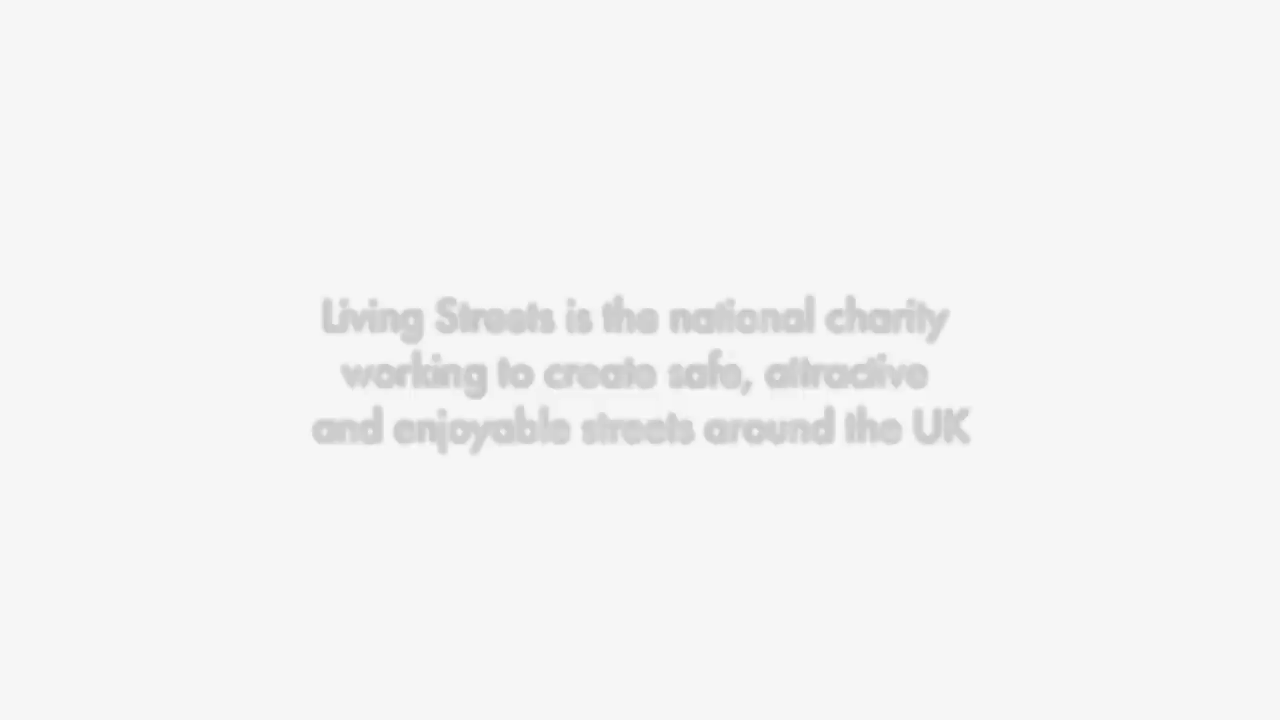 Living Streets is the national charity
working to create safe, attractive
and enjoyable streets around the UK